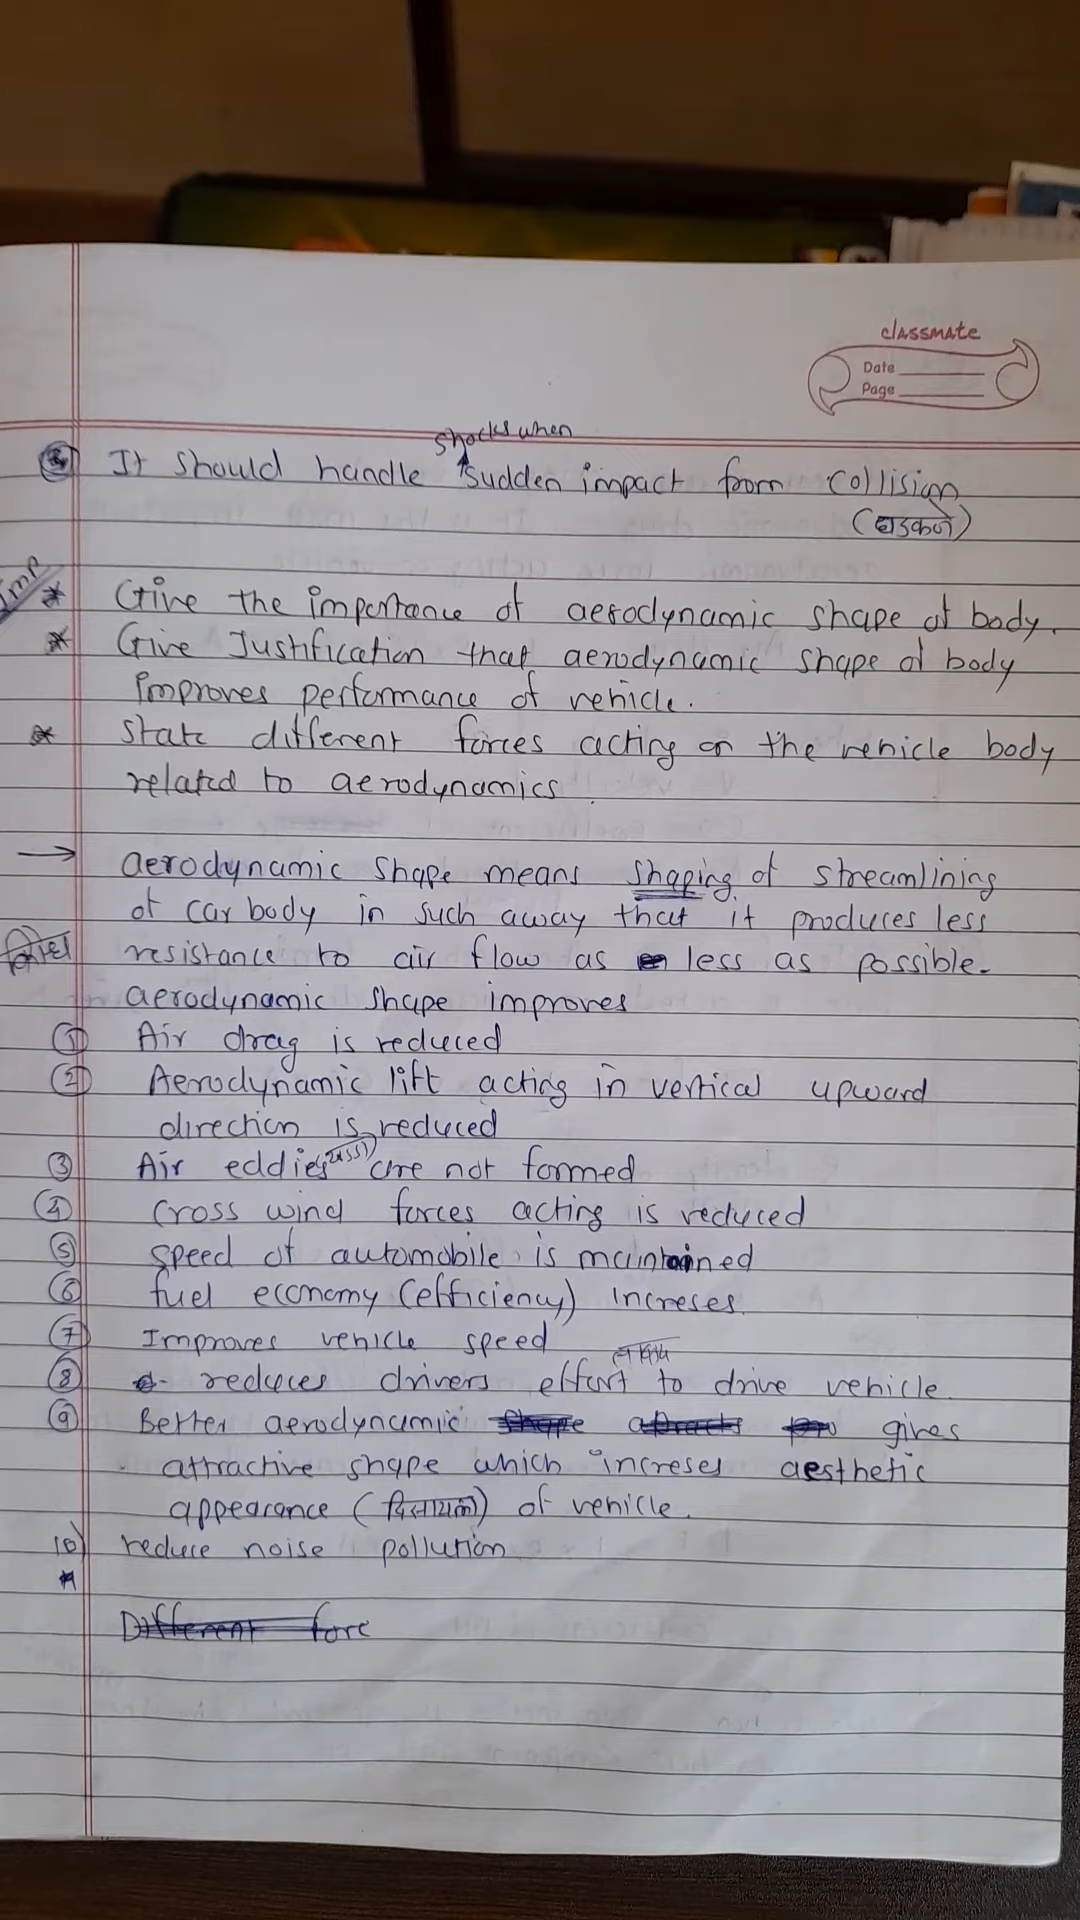 classmate
Date
Page
shocks when
It should handle sudden impact from collision
(धडकने)
Imp
* Give the importance of aerodynamic shape of body.
* Give Justification that aerodynamic shape of body
improves performance of vehicle.
* State different forces acting on the vehicle body
related to aerodynamics
→ aerodynamic shape means shaping of streamlining
of car body in such away that it produces less
resistance to air flow as less as possible.
aerodynamic shape improves
① Air drag is reduced
② Aerodynamic lift acting in vertical upward
direction is reduced
③ Air eddies are not formed
④ cross wind forces acting is reduced
⑤ speed of automobile is maintained
⑥ fuel economy (efficiency) increses.
⑦ Improves vehicle speed
⑧ reduces drivers effort to drive vehicle.
⑨ Better aerodynamic gives
attractive shape which increses aesthetic
appearance of vehicle.
10) reduce noise pollution
*
Different forc